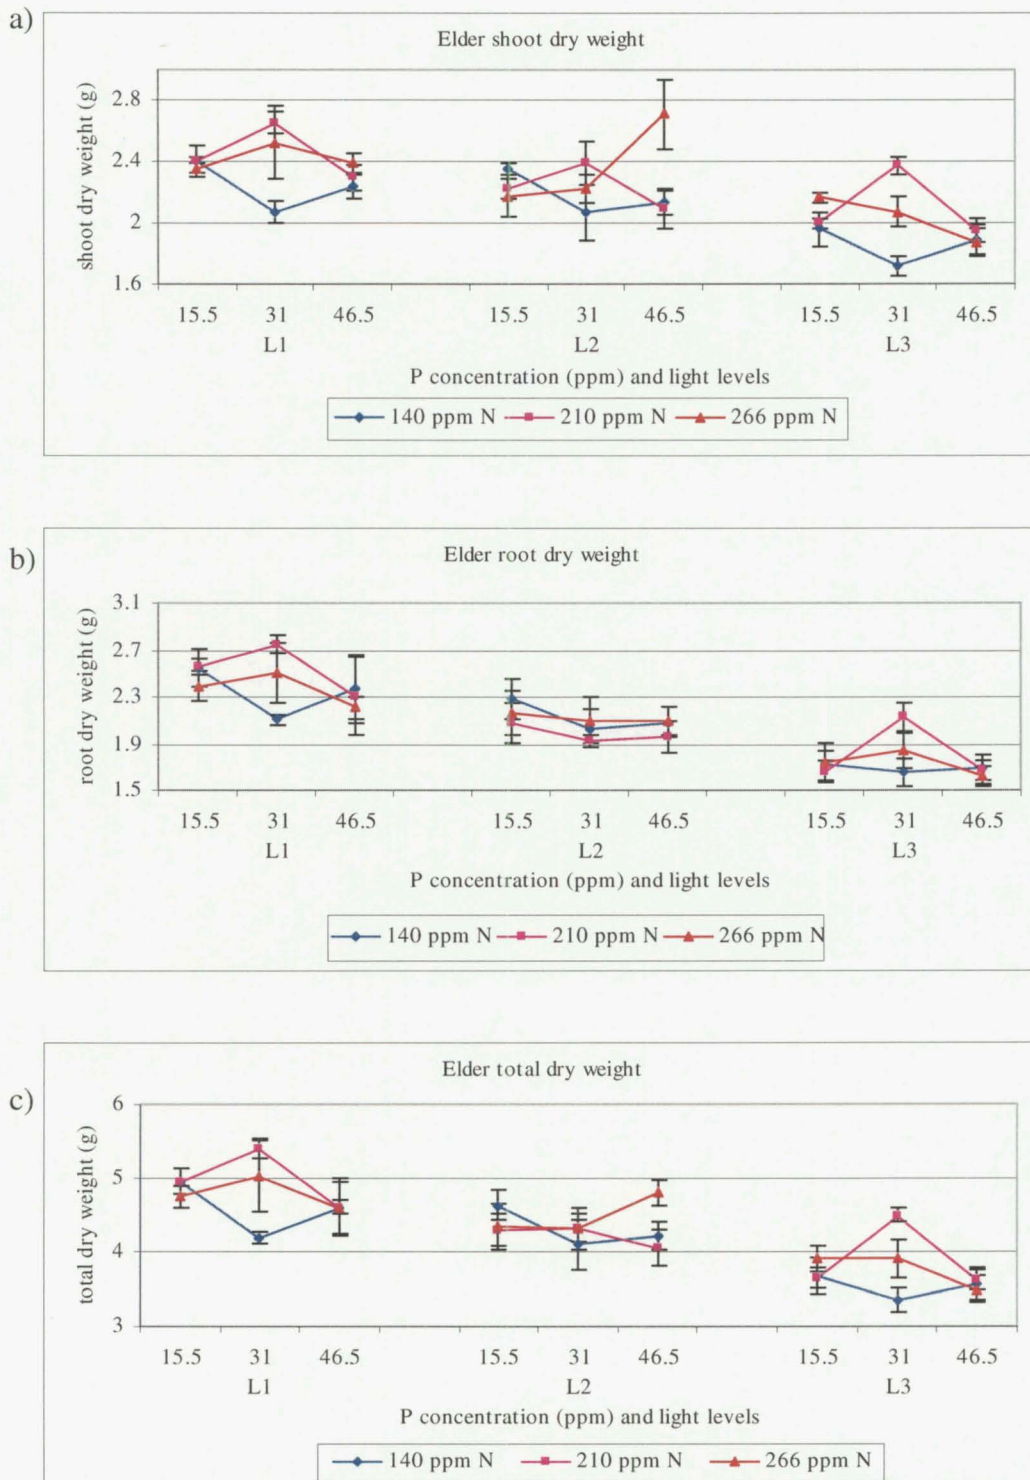 a)
Elder shoot dry weight
shoot dry weight (g)
2.8
2.4
2
1.6
15.5 31 46.5 15.5 31 46.5 15.5 31 46.5
L1 L2 L3
P concentration (ppm) and light levels
140 ppm N 210 ppm N 266 ppm N
b)
Elder root dry weight
root dry weight (g)
3.1
2.7
2.3
1.9
1.5
15.5 31 46.5 15.5 31 46.5 15.5 31 46.5
L1 L2 L3
P concentration (ppm) and light levels
140 ppm N 210 ppm N 266 ppm N
c)
Elder total dry weight
total dry weight (g)
6
5
4
3
15.5 31 46.5 15.5 31 46.5 15.5 31 46.5
L1 L2 L3
P concentration (ppm) and light levels
140 ppm N 210 ppm N 266 ppm N